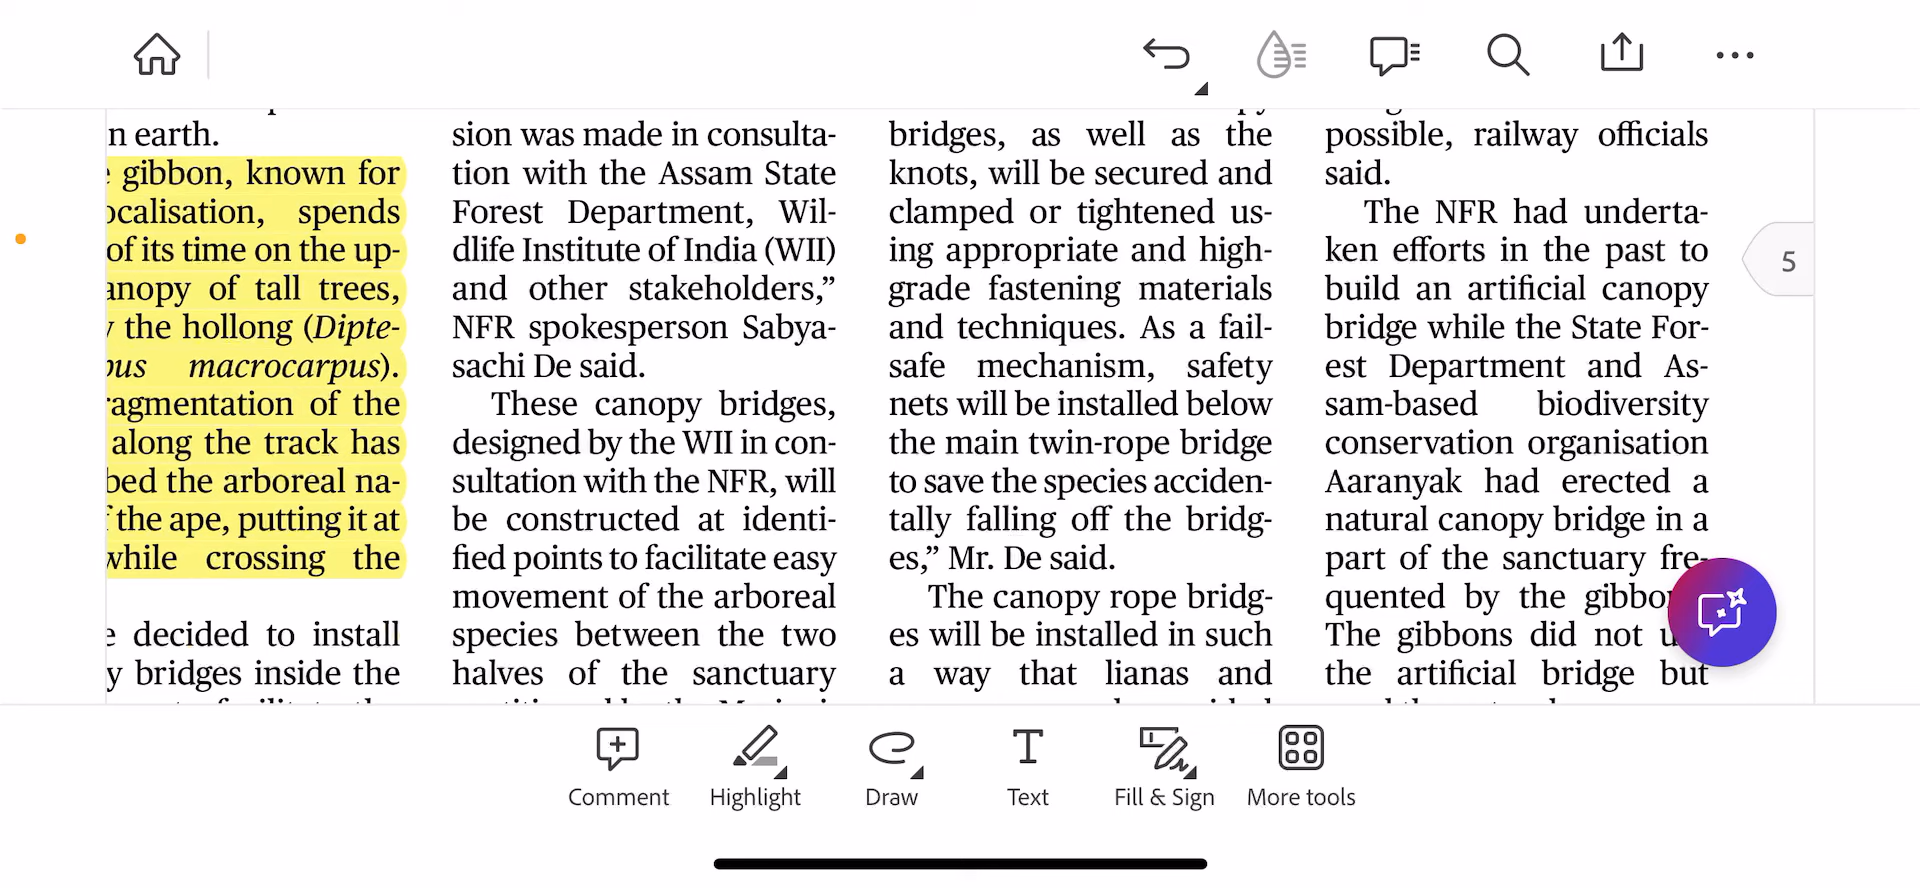 n earth.
gibbon, known for
ocalisation, spends
of its time on the up-
anopy of tall trees,
the hollong (Dipte-
pus macrocarpus).
ragmentation of the
along the track has
bed the arboreal na-
the ape, putting it at
while crossing the
decided to install
y bridges inside the
sion was made in consulta-
tion with the Assam State
Forest Department, Wil-
dlife Institute of India (WII)
and other stakeholders,”
NFR spokesperson Sabya-
sachi De said.
These canopy bridges,
designed by the WII in con-
sultation with the NFR, will
be constructed at identi-
fied points to facilitate easy
movement of the arboreal
species between the two
halves of the sanctuary
bridges, as well as the
knots, will be secured and
clamped or tightened us-
ing appropriate and high-
grade fastening materials
and techniques. As a fail-
safe mechanism, safety
nets will be installed below
the main twin-rope bridge
to save the species acciden-
tally falling off the bridg-
es,” Mr. De said.
The canopy rope bridg-
es will be installed in such
a way that lianas and
possible, railway officials
said.
The NFR had underta-
ken efforts in the past to
build an artificial canopy
bridge while the State For-
est Department and As-
sam-based biodiversity
conservation organisation
Aaranyak had erected a
natural canopy bridge in a
part of the sanctuary fre-
quented by the gibbon
The gibbons did not
the artificial bridge but
5
Comment
Highlight
Draw
Text
Fill & Sign
More tools